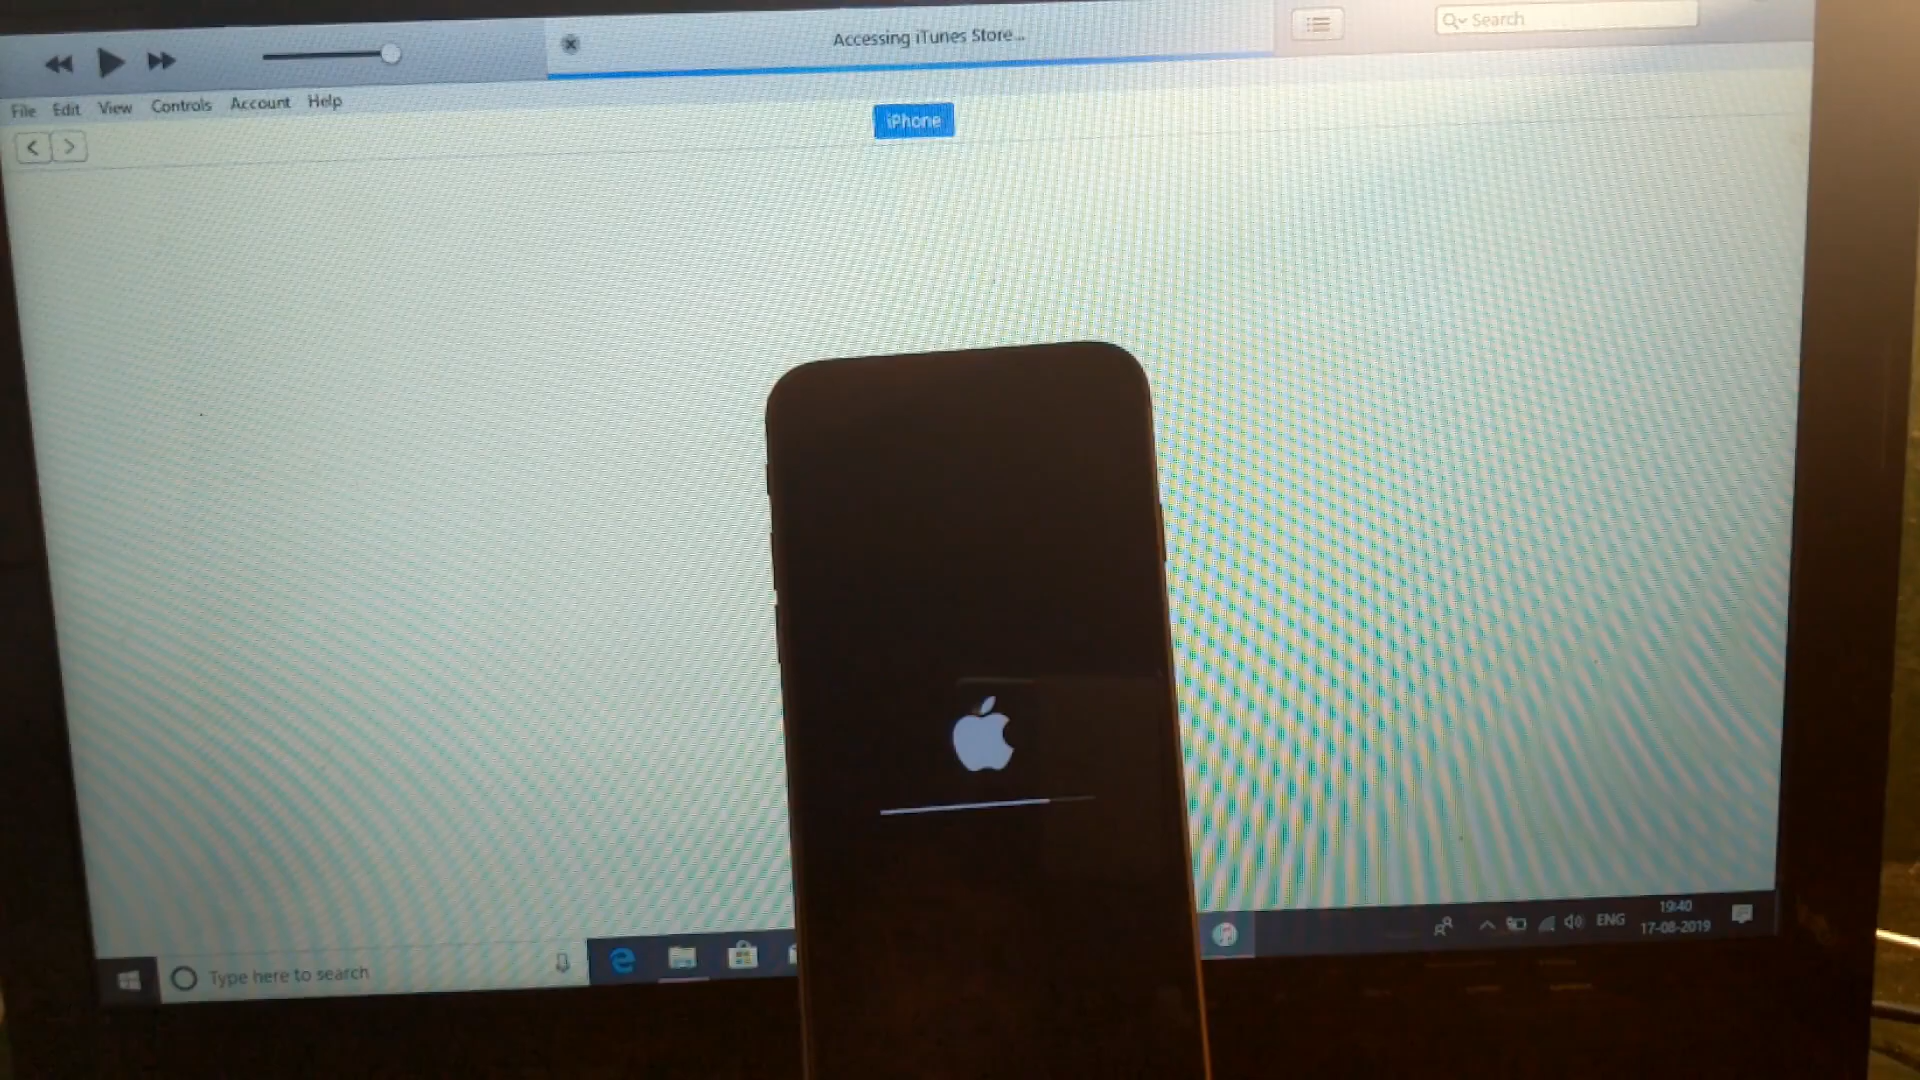 Accessing iTunes Store...
Search
File Edit View Controls Account Help
iPhone
Type here to search
ENG
19:40
17-08-2019